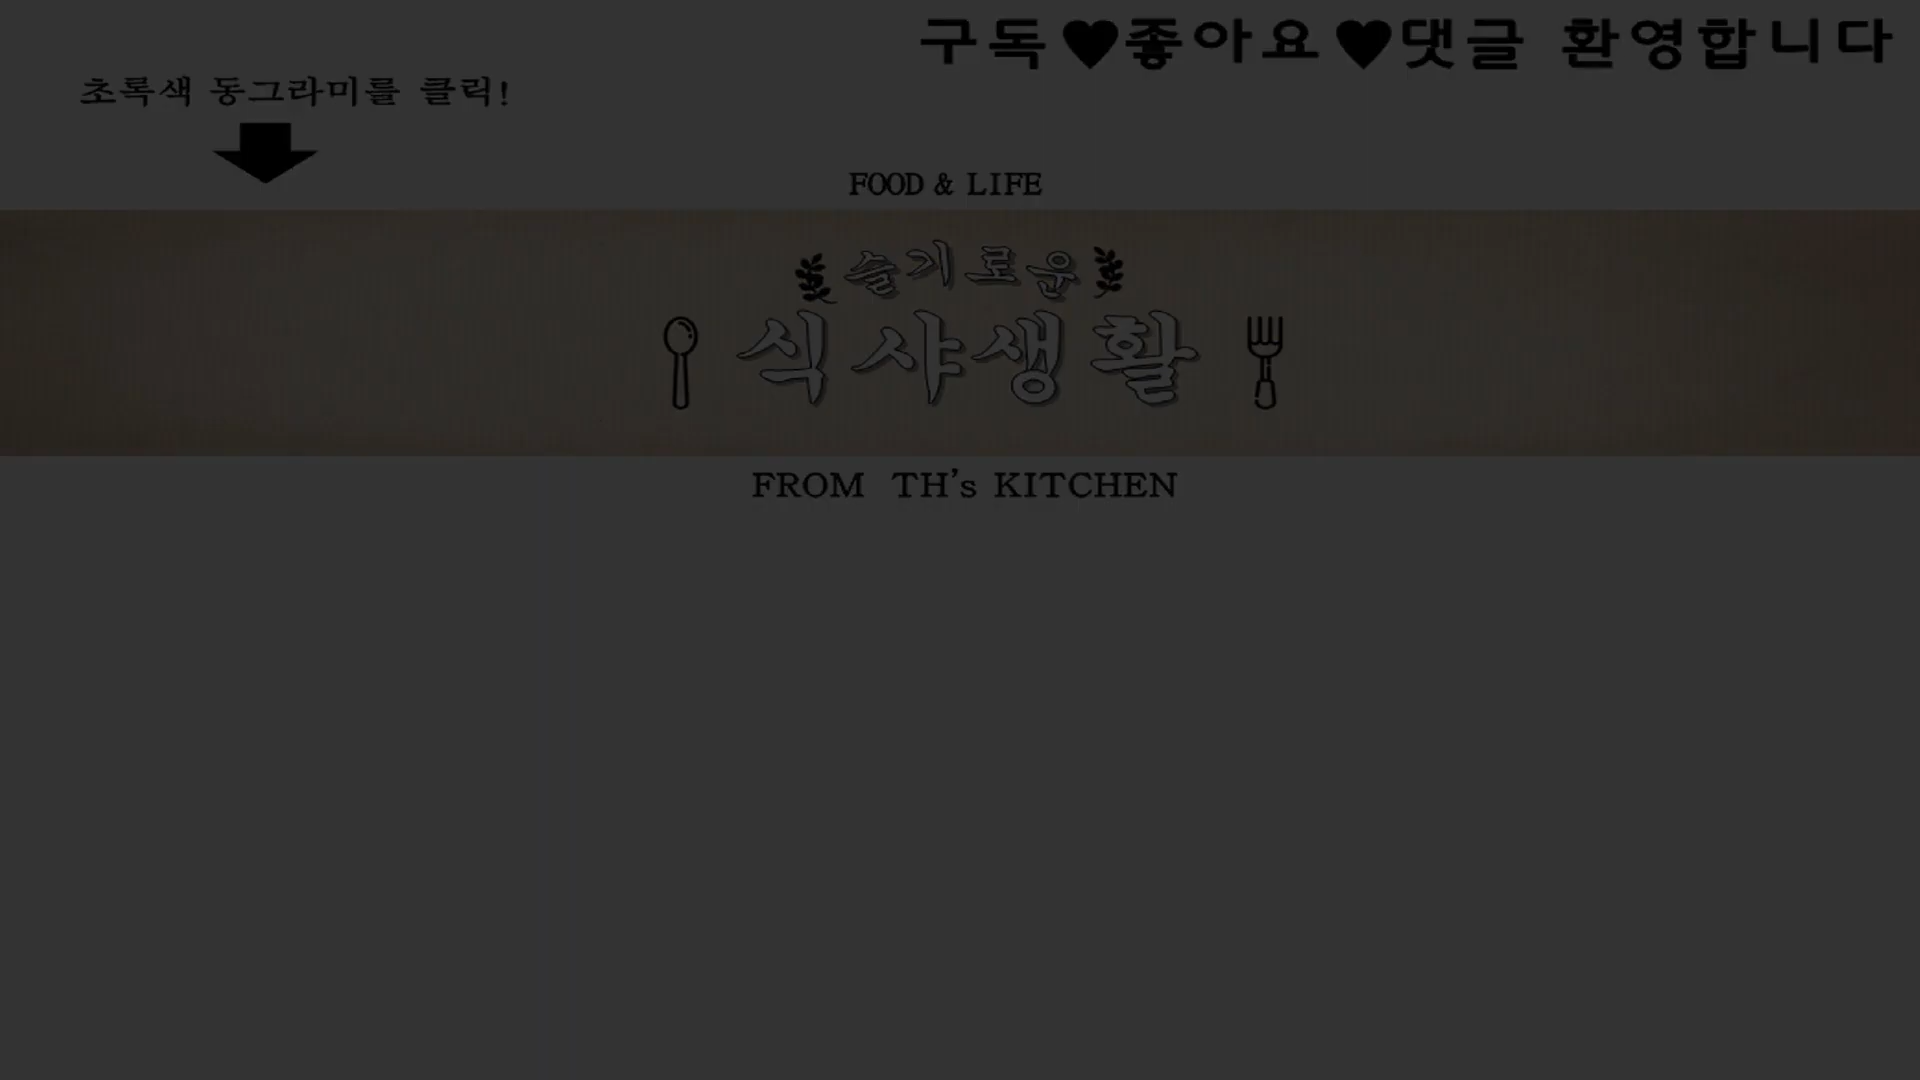 구독♥좋아요♥댓글 환영합니다
초록색 동그라미를 클릭!
FOOD & LIFE
슬기로운
식샤생활
FROM TH's KITCHEN